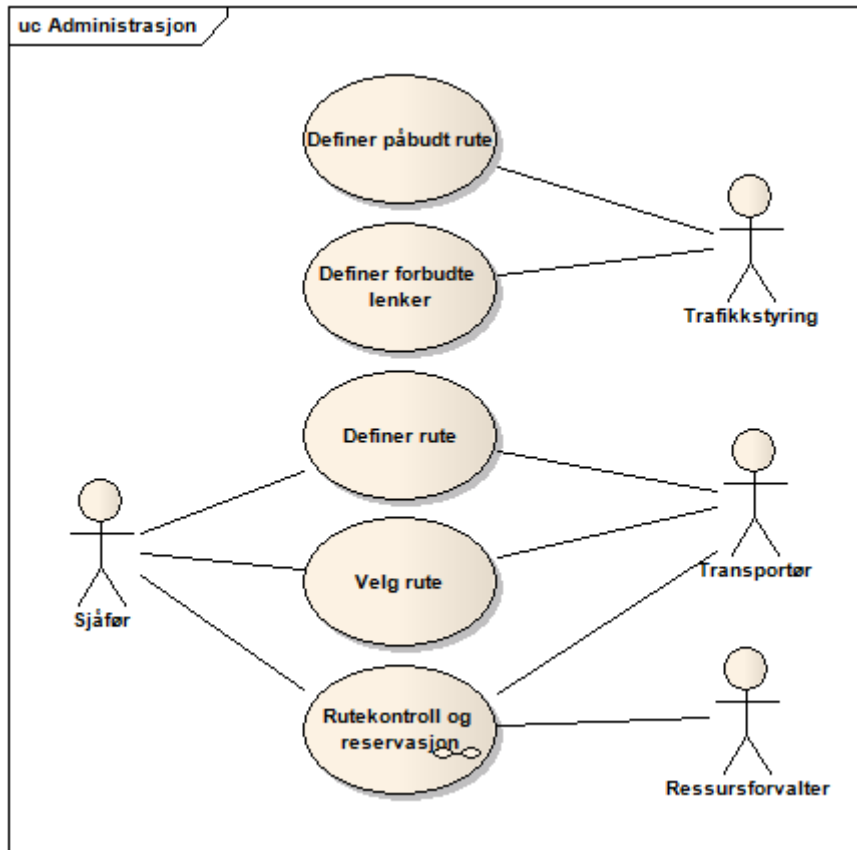 uc Administrasjon
Definer påbudt rute
Definer forbudte
lenker
Trafikkstyring
Definer rute
Velg rute
Transportør
Sjåfør
Rutekontroll og
reservasjon
Ressursforvalter